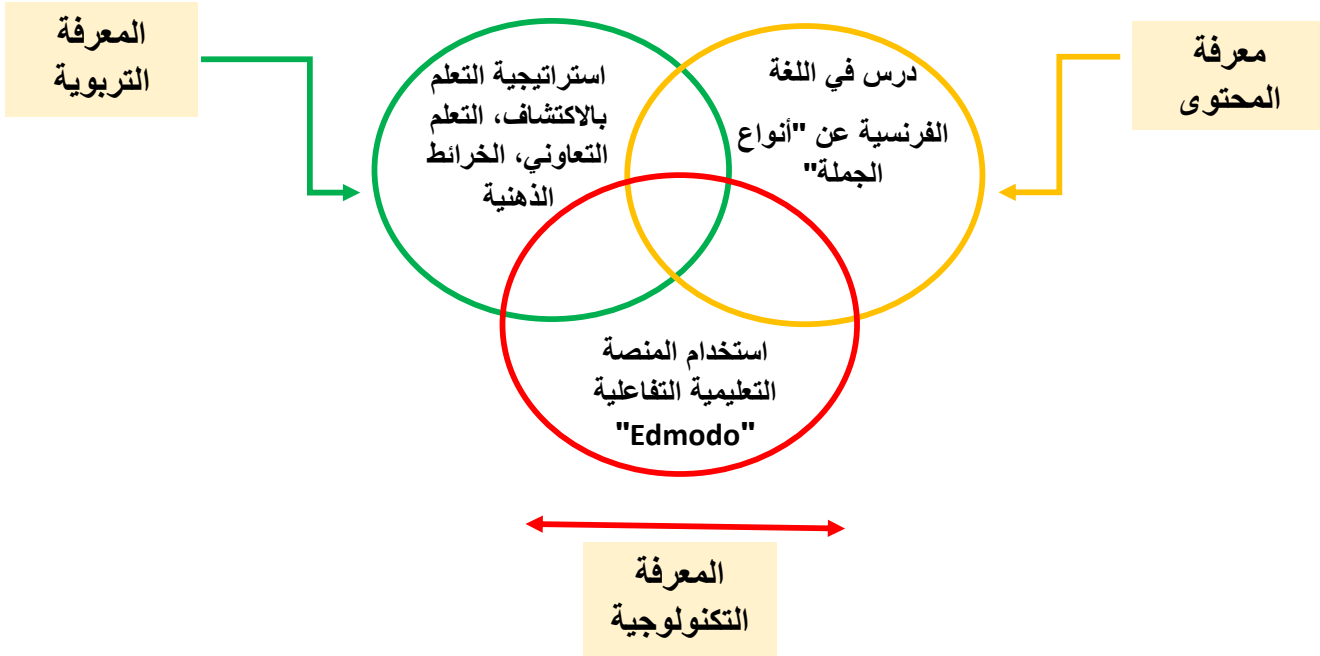 معرفة
المحتوى
درس في اللغة
الفرنسية عن "أنواع
الجملة"
استراتيجية التعلم
بالاكتشاف، التعلم
التعاوني، الخرائط
الذهنية
المعرفة
التربوية
استخدام المنصة
التعليمية التفاعلية
"Edmodo"
المعرفة
التكنولوجية